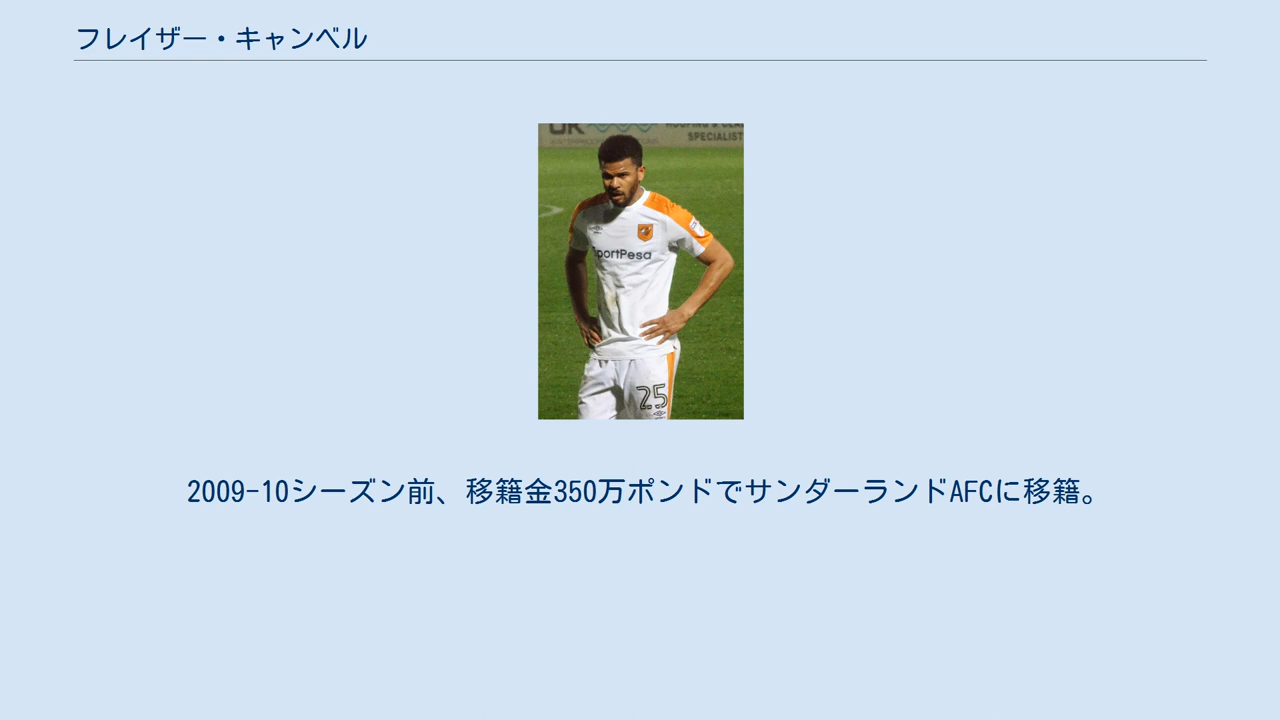 フレイザー・キャンベル
UK
SPECIALIST
SportPesa
25
2009-10シーズン前、移籍金350万ポンドでサンダーランドAFCに移籍。